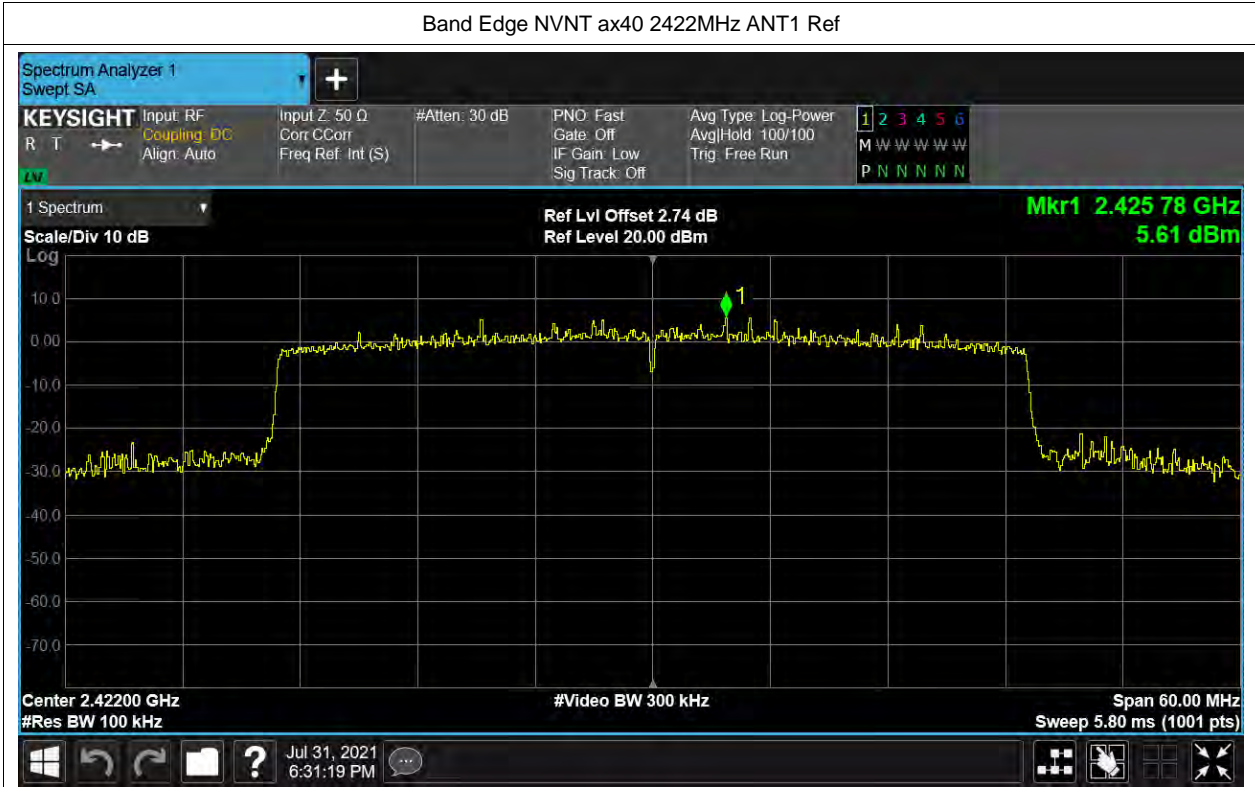 Band Edge NVNT ax40 2422MHz ANT1 Ref
Spectrum Analyzer 1
Swept SA
+
KEYSIGHT
R T
Input: RF
Coupling: DC
Align: Auto
Input Z: 50 Ω
Corr CCorr
Freq Ref: Int (S)
#Atten: 30 dB
PNO: Fast
Gate: Off
IF Gain: Low
Sig Track: Off
Avg Type: Log-Power
Avg|Hold: 100/100
Trig: Free Run
1 2 3 4 5 6
M W W W W W
P N N N N N
1 Spectrum
Scale/Div 10 dB
Log
Ref Lvl Offset 2.74 dB
Ref Level 20.00 dBm
Mkr1 2.425 78 GHz
5.61 dBm
1
10.0
0.00
-10.0
-20.0
-30.0
-40.0
-50.0
-60.0
-70.0
Center 2.42200 GHz
#Res BW 100 kHz
#Video BW 300 kHz
Span 60.00 MHz
Sweep 5.80 ms (1001 pts)
?
Jul 31, 2021
6:31:19 PM